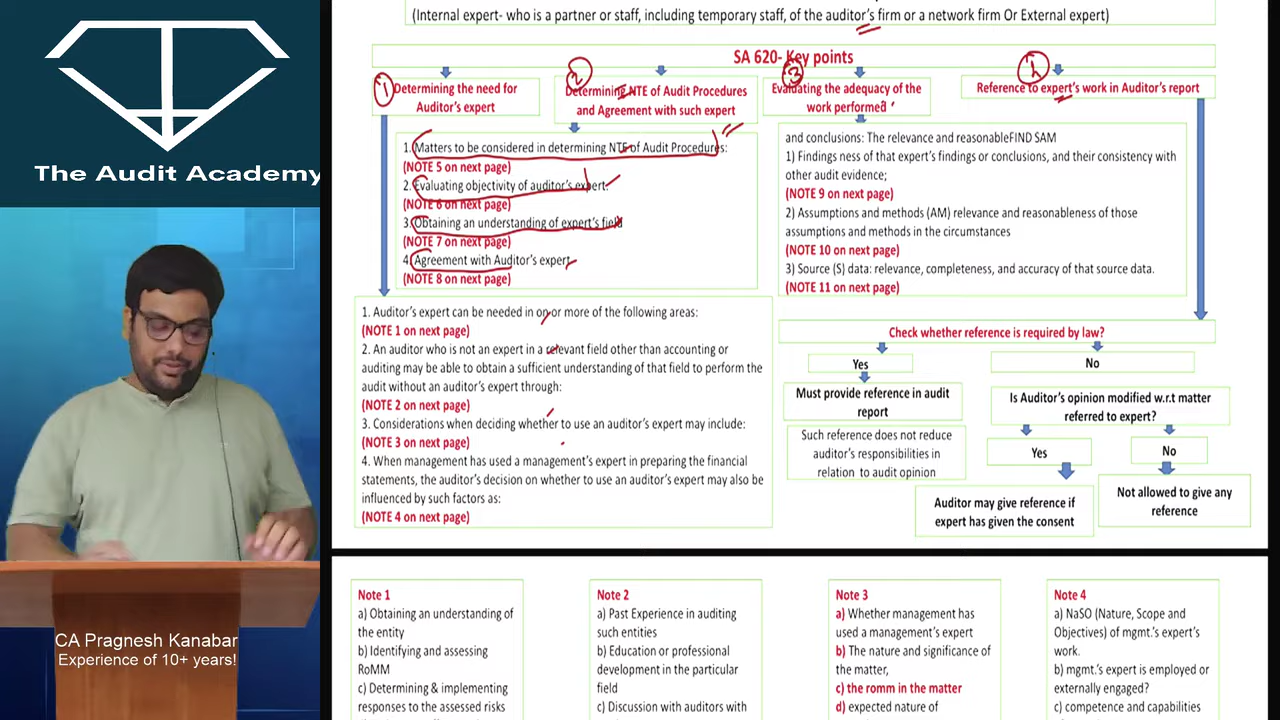 The Audit Academy
CA Pragnesh Kanabar
Experience of 10+ years!
(Internal expert- who is a partner or staff, including temporary staff, of the auditor's firm or a network firm Or External expert)
SA 620- Key points
1
Determining the need for
Auditor's expert
2
Determining NTE of Audit Procedures
and Agreement with such expert
3
Evaluating the adequacy of the
work performed
Reference to expert's work in Auditor's report
1. Matters to be considered in determining NTE of Audit Procedures:
(NOTE 5 on next page)
2. Evaluating objectivity of auditor's expert:
(NOTE 6 on next page)
3. Obtaining an understanding of expert's field
(NOTE 7 on next page)
4. Agreement with Auditor's expert
(NOTE 8 on next page)
and conclusions: The relevance and reasonableFIND SAM
1) Findings ness of that expert's findings or conclusions, and their consistency with
other audit evidence;
(NOTE 9 on next page)
2) Assumptions and methods (AM) relevance and reasonableness of those
assumptions and methods in the circumstances
(NOTE 10 on next page)
3) Source (S) data: relevance, completeness, and accuracy of that source data.
(NOTE 11 on next page)
1. Auditor's expert can be needed in on or more of the following areas:
(NOTE 1 on next page)
2. An auditor who is not an expert in a relevant field other than accounting or
auditing may be able to obtain a sufficient understanding of that field to perform the
audit without an auditor's expert through:
(NOTE 2 on next page)
3. Considerations when deciding whether to use an auditor's expert may include:
(NOTE 3 on next page)
4. When management has used a management's expert in preparing the financial
statements, the auditor's decision on whether to use an auditor's expert may also be
influenced by such factors as:
(NOTE 4 on next page)
Check whether reference is required by law?
Yes
No
Must provide reference in audit
report
Such reference does not reduce
auditor's responsibilities in
relation to audit opinion
Is Auditor's opinion modified w.r.t matter
referred to expert?
Yes
No
Auditor may give reference if
expert has given the consent
Not allowed to give any
reference
Note 1
a) Obtaining an understanding of
the entity
b) Identifying and assessing
RoMM
c) Determining & implementing
responses to the assessed risks
Note 2
a) Past Experience in auditing
such entities
b) Education or professional
development in the particular
field
c) Discussion with auditors with
Note 3
a) Whether management has
used a management's expert
b) The nature and significance of
the matter,
c) the romm in the matter
d) expected nature of
Note 4
a) NaSO (Nature, Scope and
Objectives) of mgmt.'s expert's
work.
b) mgmt.'s expert is employed or
externally engaged?
c) competence and capabilities